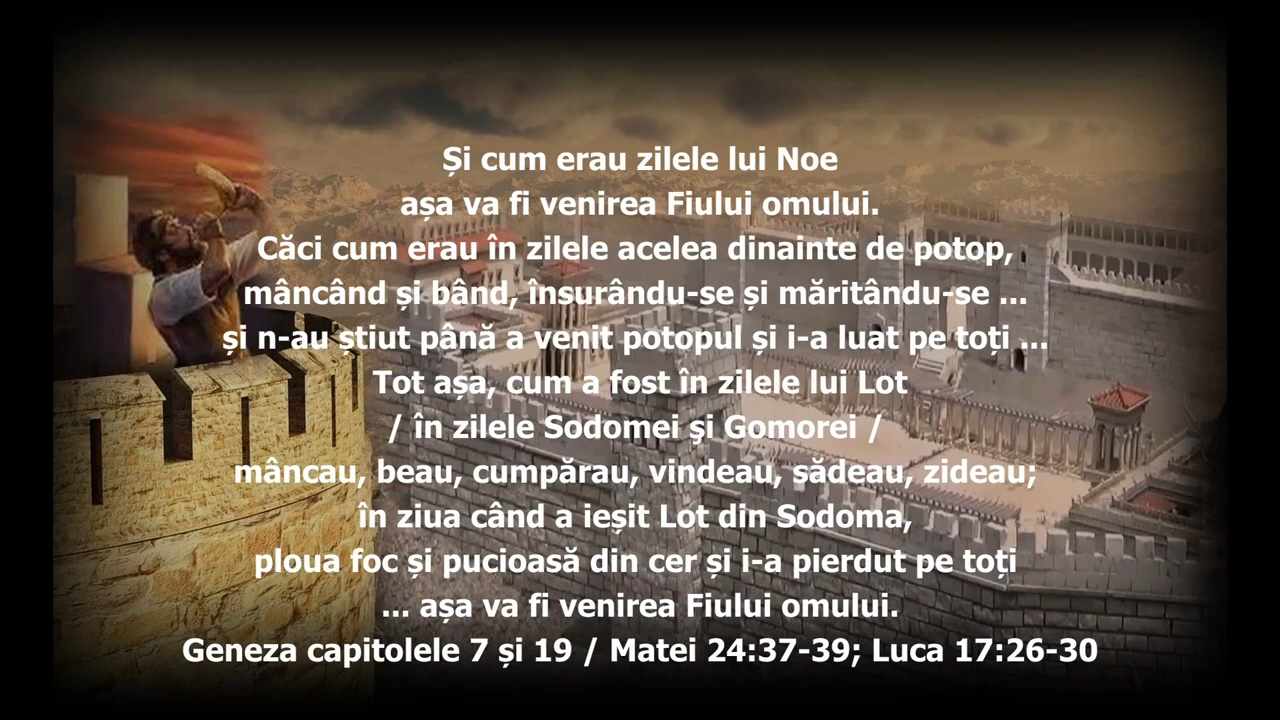 Și cum erau zilele lui Noe
așa va fi venirea Fiului omului.
Căci cum erau în zilele acelea dinainte de potop,
mâncând și bând, însurându-se și măritându-se ...
și n-au știut până a venit potopul și i-a luat pe toți ...
Tot așa, cum a fost în zilele lui Lot
/ în zilele Sodomei şi Gomorei /
mâncau, beau, cumpărau, vindeau, sădeau, zideau;
în ziua când a ieșit Lot din Sodoma,
ploua foc și pucioasă din cer și i-a pierdut pe toți
... așa va fi venirea Fiului omului.
Geneza capitolele 7 și 19 / Matei 24:37-39; Luca 17:26-30